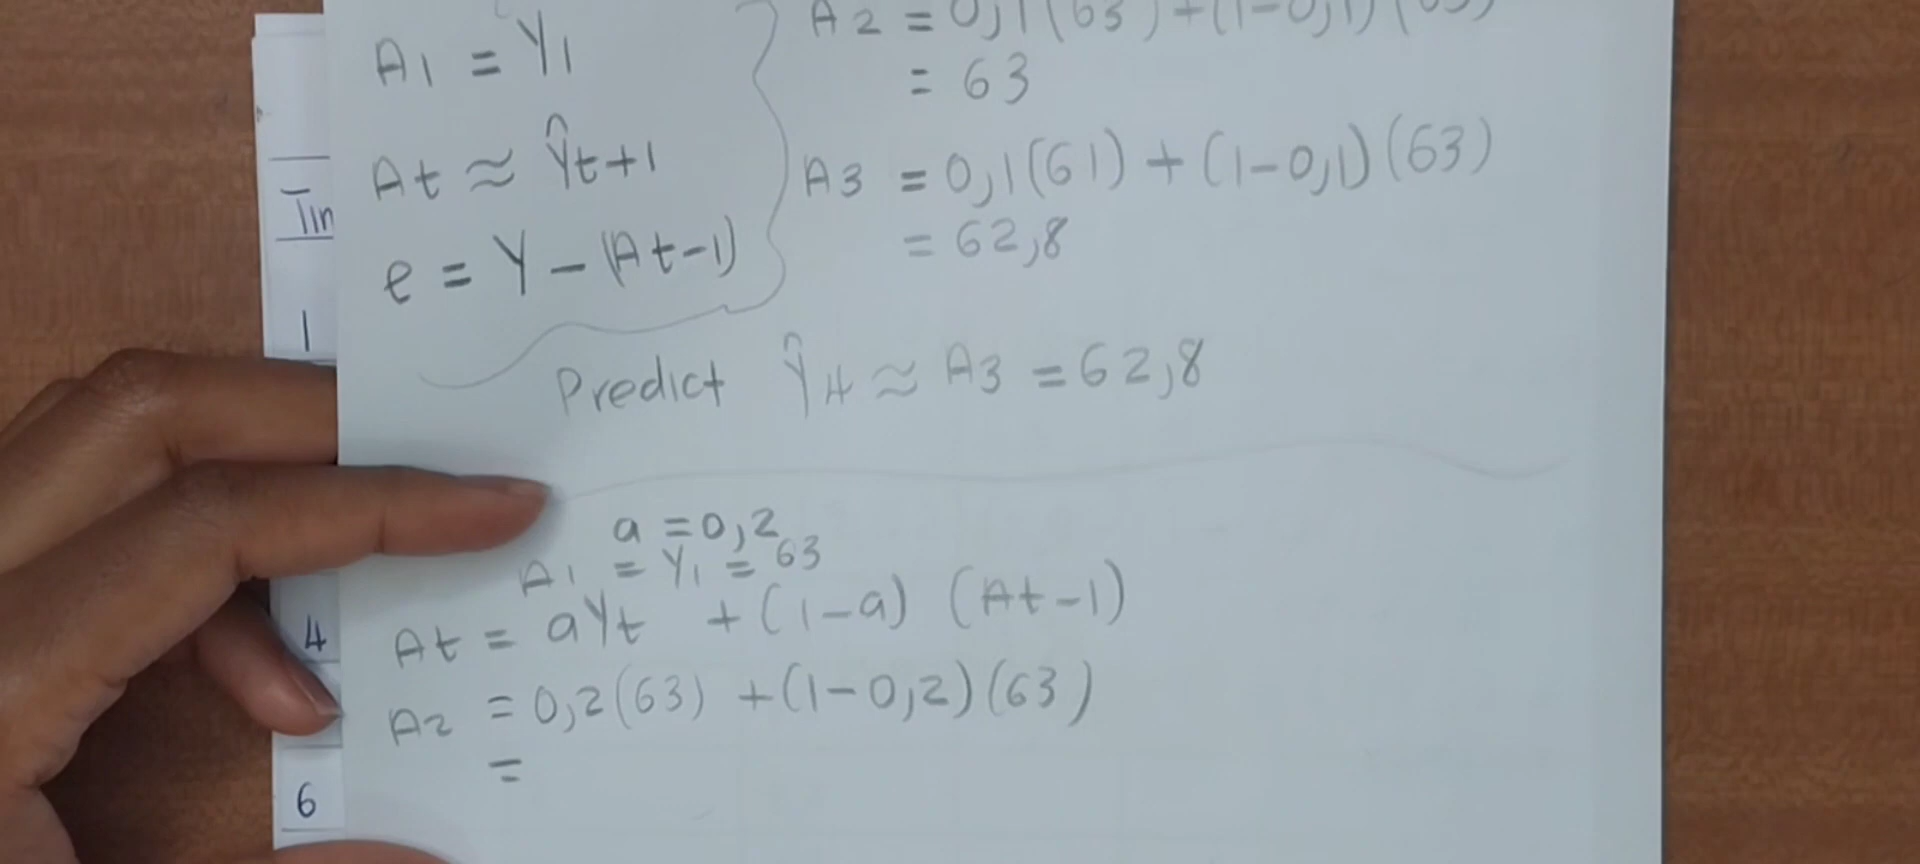 A1 = Y1
At ≈ Ŷt+1
e = Y - (At-1)
A2 = 0,1(63) + (1-0,1)(63)
= 63
A3 = 0,1(61) + (1-0,1)(63)
= 62,8
Predict Ŷ4 ≈ A3 = 62,8
a = 0,2
A1 = Y1 = 63
At = aYt + (1-a) (At-1)
A2 = 0,2(63) + (1-0,2)(63)
=
1
4
6